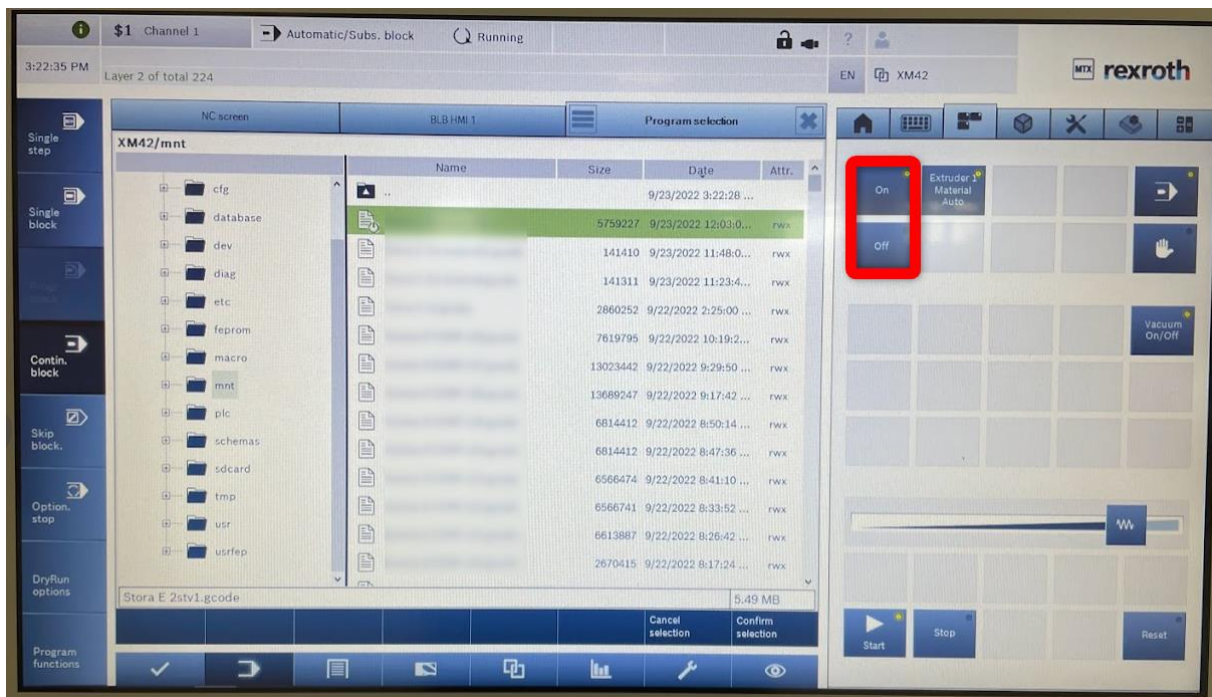 $1 Channel 1
Automatic/Subs. block
Running
?
3:22:35 PM
Layer 2 of total 224
EN
XM42
MTX rexroth
NC screen
BLB HMI 1
Program selection
Single
step
XM42/mnt
Name
Size
Date
Attr.
cfg
..
9/23/2022 3:22:28 ...
On
Extruder 1
Material
Auto
Single
block
database
5759227 9/23/2022 12:03:0... rwx
dev
141410 9/23/2022 11:48:0... rwx
Off
diag
141311 9/23/2022 11:23:4... rwx
etc
2860252 9/22/2022 2:25:00 ... rwx
feprom
7619795 9/22/2022 10:19:2... rwx
Vacuum
On/Off
Contin.
block
macro
13023442 9/22/2022 9:29:50 ... rwx
mnt
13689247 9/22/2022 9:17:42 ... rwx
plc
6814412 9/22/2022 8:50:14 ... rwx
Skip
block.
schemas
6814412 9/22/2022 8:47:36 ... rwx
sdcard
6566474 9/22/2022 8:41:10 ... rwx
Option.
stop
tmp
6566741 9/22/2022 8:33:52 ... rwx
usr
6613887 9/22/2022 8:26:42 ... rwx
usrfep
2670415 9/22/2022 8:17:24 ... rwx
DryRun
options
Stora E 2stv1.gcode
5.49 MB
Cancel
selection
Confirm
selection
Start
Stop
Reset
Program
functions